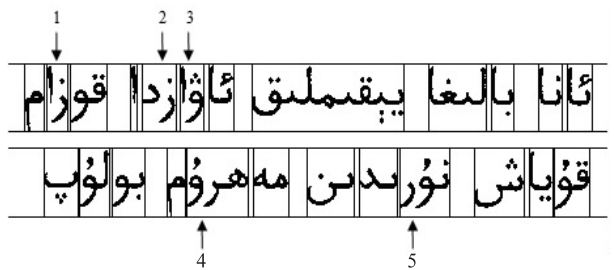 1 2 3
ئانا بالىغا يېقىملىق ئاۋازدا قوزام
قۇياش نۇرىدىن مەھرۇم بولۇپ
4 5